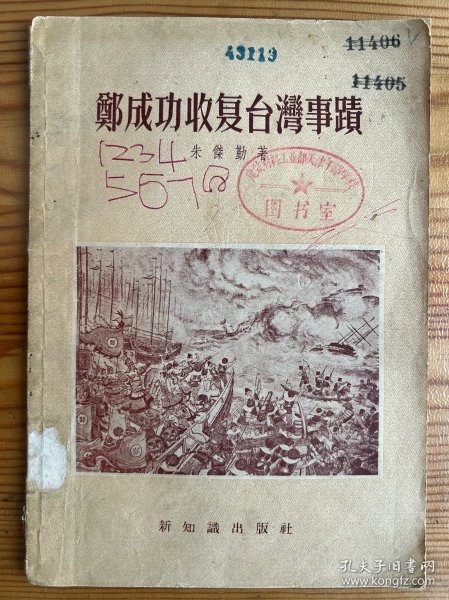 43119
11406
11405
鄭成功收复台灣事蹟
朱傑勤著
1234
5678
图书室
新知識出版社
孔夫子旧书网
kongfz.com